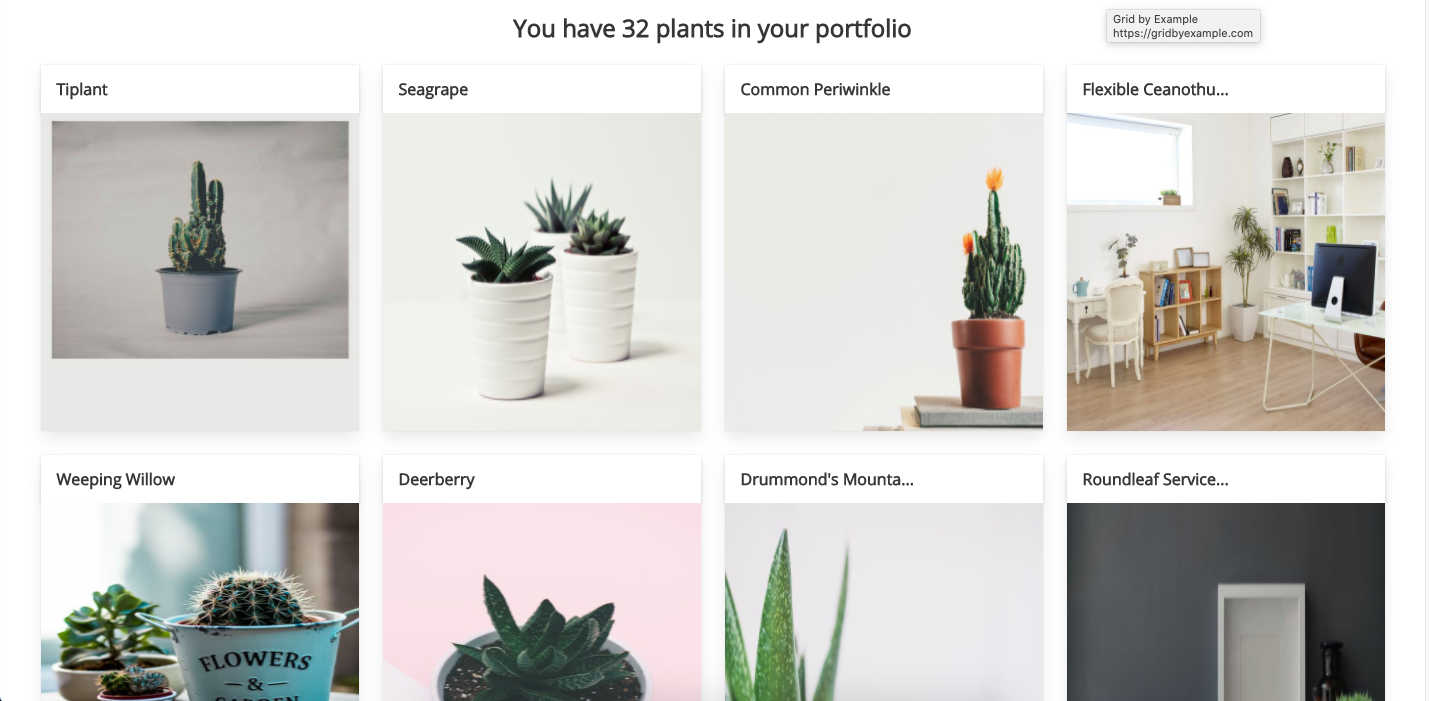 You have 32 plants in your portfolio
Grid by Example
https://gridbyexample.com
Tiplant
Seagrape
Common Periwinkle
Flexible Ceanothu...
Weeping Willow
Deerberry
Drummond's Mounta...
Roundleaf Service...
FLOWERS
&
GARDEN